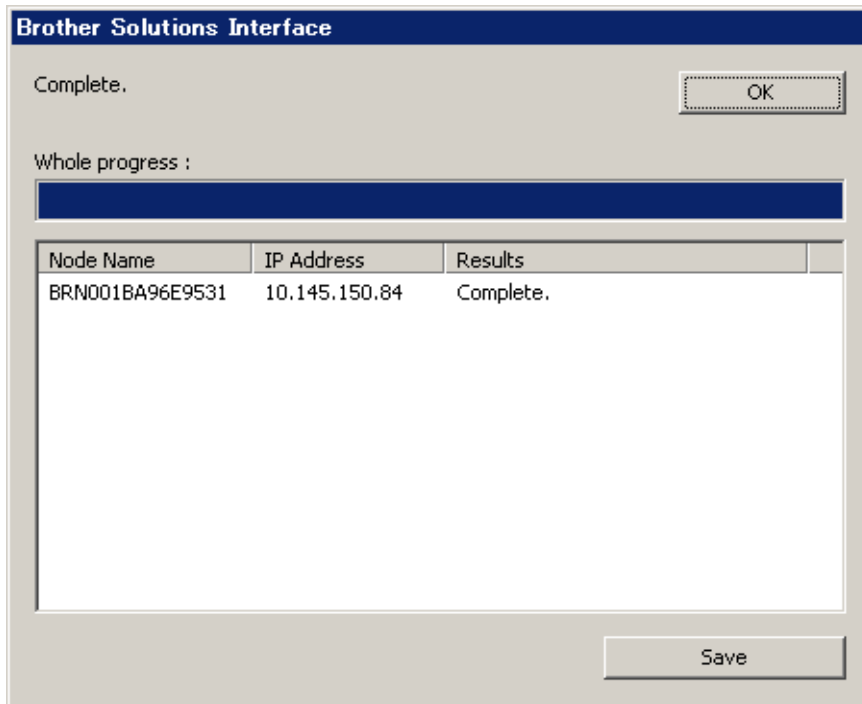 Brother Solutions Interface
Complete.
OK
Whole progress :
Node Name IP Address Results
BRN001BA96E9531 10.145.150.84 Complete.
Save